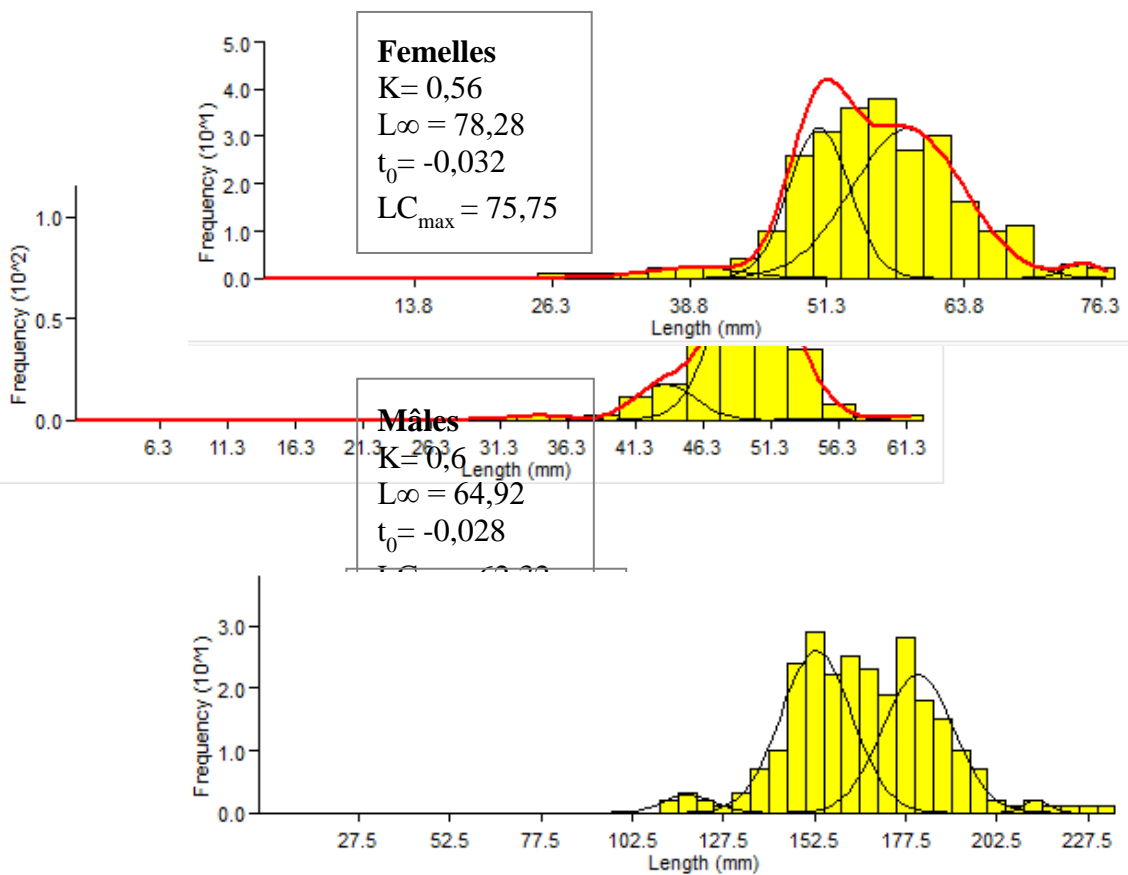 Femelles
K= 0,56
L∞ = 78,28
t0= -0,032
LCmax = 75,75
5.0
4.0
3.0
2.0
1.0
0.0
Frequency (10^1)
13.8 26.3 38.8 51.3 63.8 76.3
Length (mm)
1.0
0.5
0.0
Frequency (10^2)
6.3 11.3 16.3 21.3 26.3 31.3 36.3 41.3 46.3 51.3 56.3 61.3
Length (mm)
Mâles
K= 0,6
L∞ = 64,92
t0= -0,028
3.0
2.0
1.0
0.0
Frequency (10^1)
27.5 52.5 77.5 102.5 127.5 152.5 177.5 202.5 227.5
Length (mm)